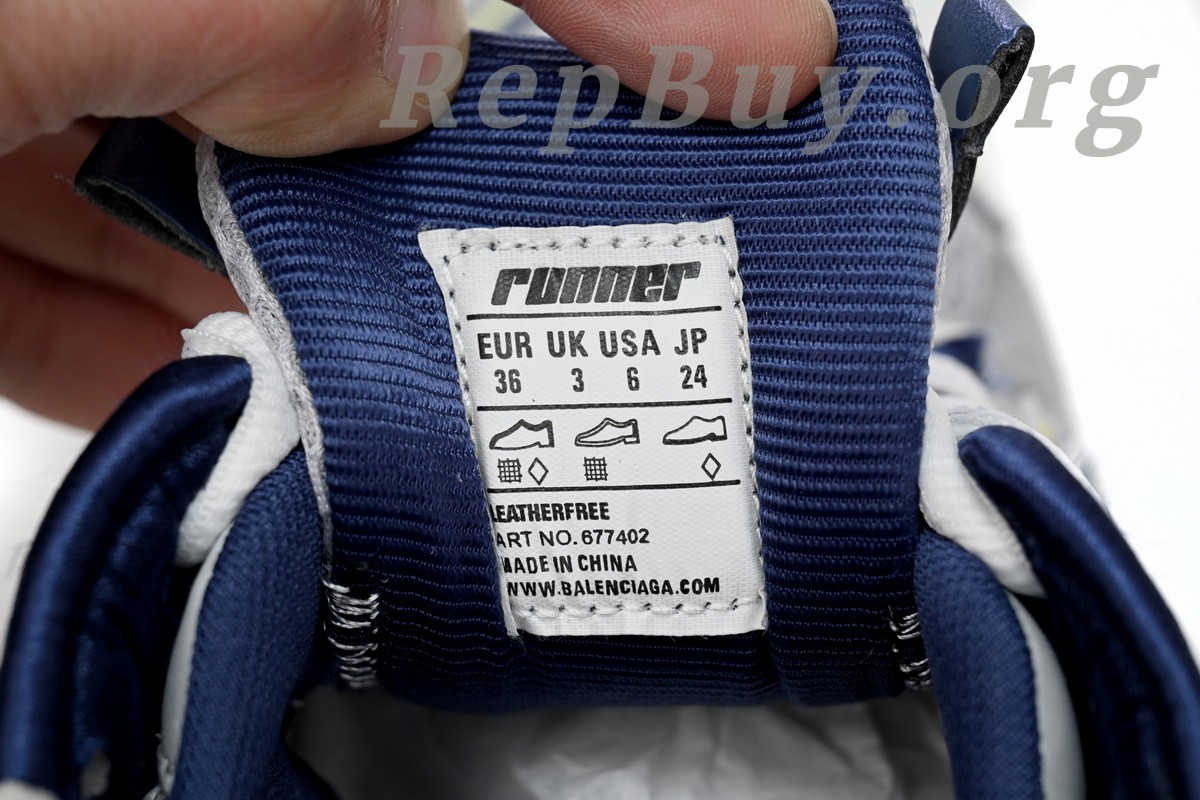 RepBuy.org
runner
EUR UK USA JP
36 3 6 24
LEATHERFREE
ART NO. 677402
MADE IN CHINA
WWW.BALENCIAGA.COM